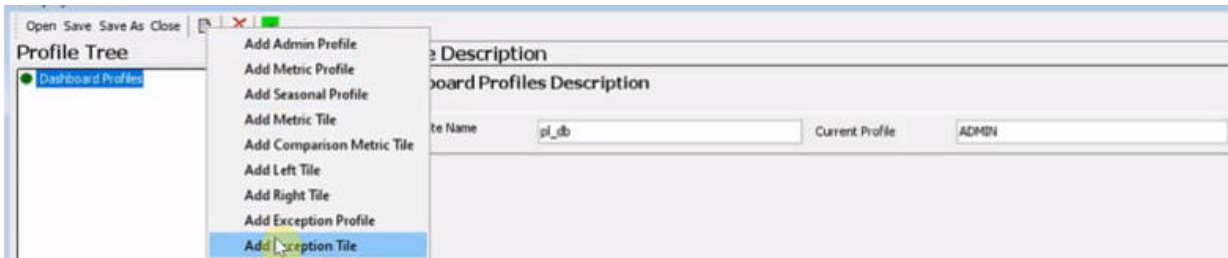 Open Save Save As Close
Profile Tree
Dashboard Profiles
Add Admin Profile
Add Metric Profile
Add Seasonal Profile
Add Metric Tile
Add Comparison Metric Tile
Add Left Tile
Add Right Tile
Add Exception Profile
Add ception Tile
e Description
board Profiles Description
te Name
pl_db
Current Profile
ADMIN